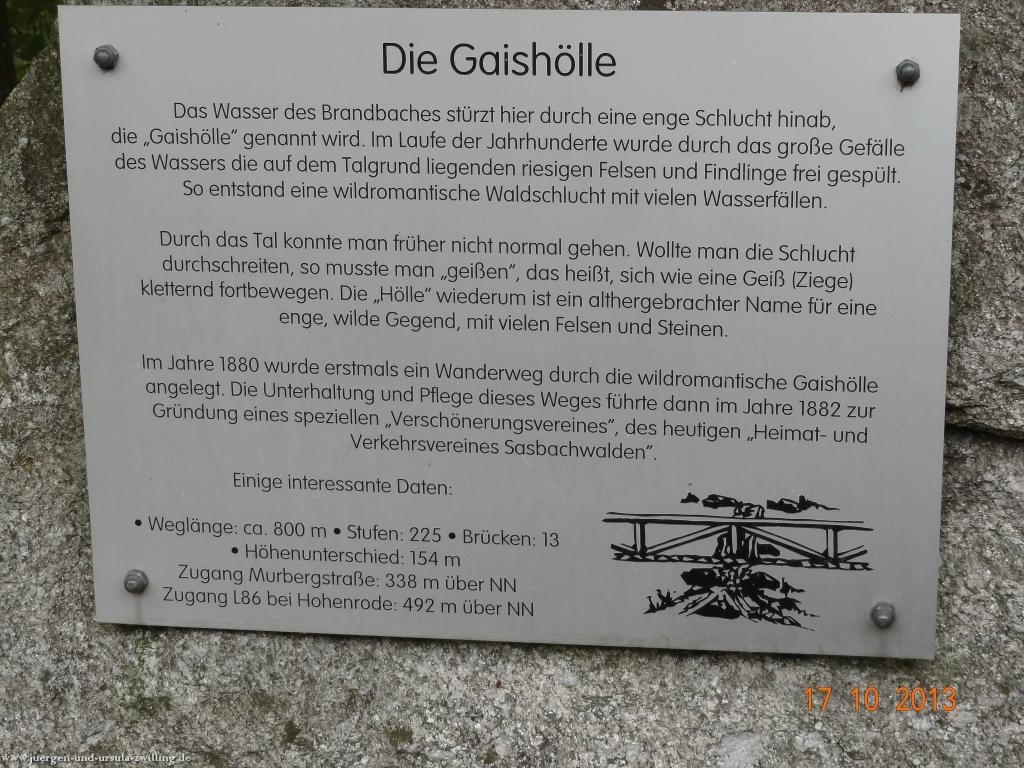 Die Gaishölle
Das Wasser des Brandbaches stürzt hier durch eine enge Schlucht hinab,
die „Gaishölle“ genannt wird. Im Laufe der Jahrhunderte wurde durch das große Gefälle
des Wassers die auf dem Talgrund liegenden riesigen Felsen und Findlinge frei gespült.
So entstand eine wildromantische Waldschlucht mit vielen Wasserfällen.
Durch das Tal konnte man früher nicht normal gehen. Wollte man die Schlucht
durchschreiten, so musste man „geißen“, das heißt, sich wie eine Geiß (Ziege)
kletternd fortbewegen. Die „Hölle“ wiederum ist ein althergebrachter Name für eine
enge, wilde Gegend, mit vielen Felsen und Steinen.
Im Jahre 1880 wurde erstmals ein Wanderweg durch die wildromantische Gaishölle
angelegt. Die Unterhaltung und Pflege dieses Weges führte dann im Jahre 1882 zur
Gründung eines speziellen „Verschönerungsvereines“, des heutigen „Heimat- und
Verkehrsvereines Sasbachwalden“.
Einige interessante Daten:
• Weglänge: ca. 800 m • Stufen: 225 • Brücken: 13
• Höhenunterschied: 154 m
Zugang Murbergstraße: 338 m über NN
Zugang L86 bei Hohenrode: 492 m über NN
17 10 2013
www.juergen-und-ursula-zwilling.de